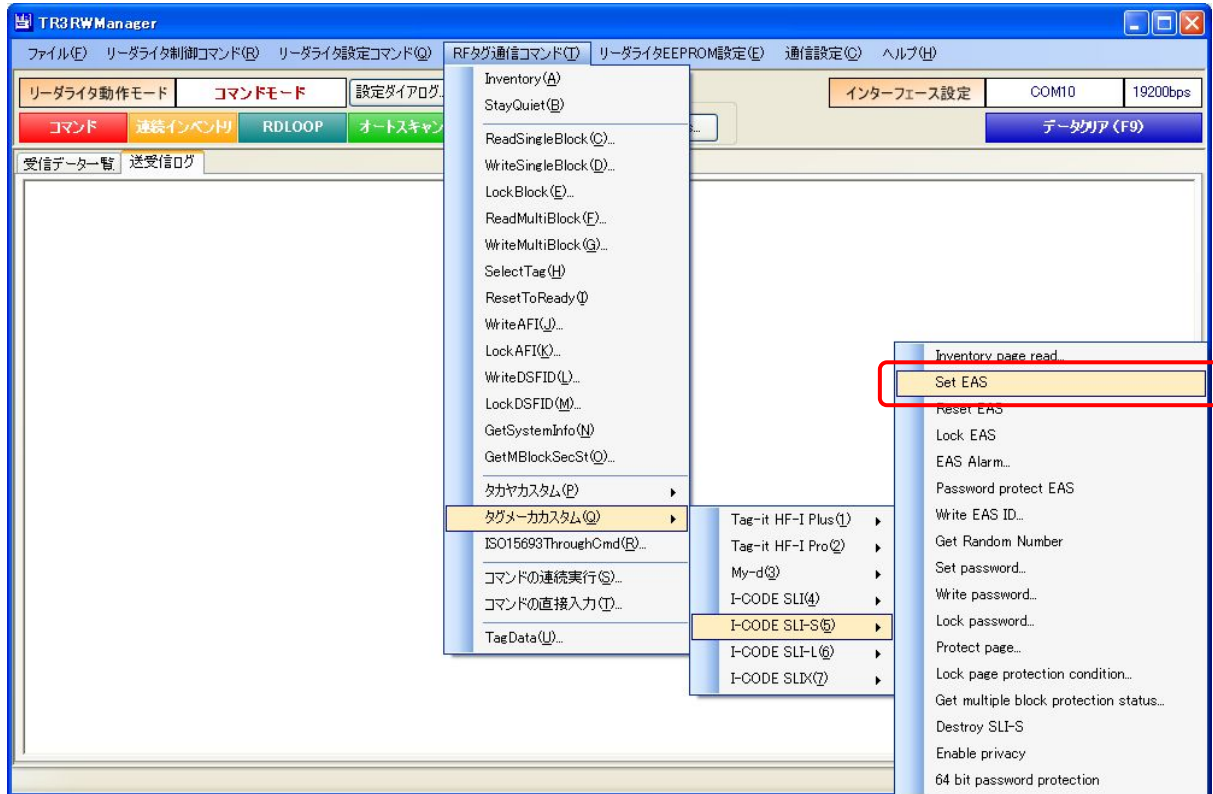 TR3RWManager
ファイル(F) リーダライタ制御コマンド(R) リーダライタ設定コマンド(Q) RFタグ通信コマンド(T) リーダライタEEPROM設定(E) 通信設定(C) ヘルプ(H)
リーダライタ動作モード コマンドモード 設定ダイアログ... インターフェース設定 COM10 19200bps
コマンド 連続インベントリ RDLOOP オートスキャン データクリア(F9)
受信データ一覧 送受信ログ
Inventory(A)
StayQuiet(B)
ReadSingleBlock(C)...
WriteSingleBlock(D)...
LockBlock(E)...
ReadMultiBlock(F)...
WriteMultiBlock(G)...
SelectTag(H)
ResetToReady(I)
WriteAFI(J)...
LockAFI(K)...
WriteDSFID(L)...
LockDSFID(M)...
GetSystemInfo(N)
GetMBlockSecSt(O)...
タカヤカスタム(P)
タグメーカカスタム(Q)
ISO15693ThroughCmd(R)...
コマンドの連続実行(S)...
コマンドの直接入力(T)...
TagData(U)...
Tag-it HF-I Plus(1)
Tag-it HF-I Pro(2)
My-d(3)
I-CODE SLI(4)
I-CODE SLI-S(5)
I-CODE SLI-L(6)
I-CODE SLIX(7)
Inventory page read...
Set EAS
Reset EAS
Lock EAS
EAS Alarm...
Password protect EAS
Write EAS ID...
Get Random Number
Set password...
Write password...
Lock password...
Protect page...
Lock page protection condition...
Get multiple block protection status...
Destroy SLI-S
Enable privacy
64 bit password protection